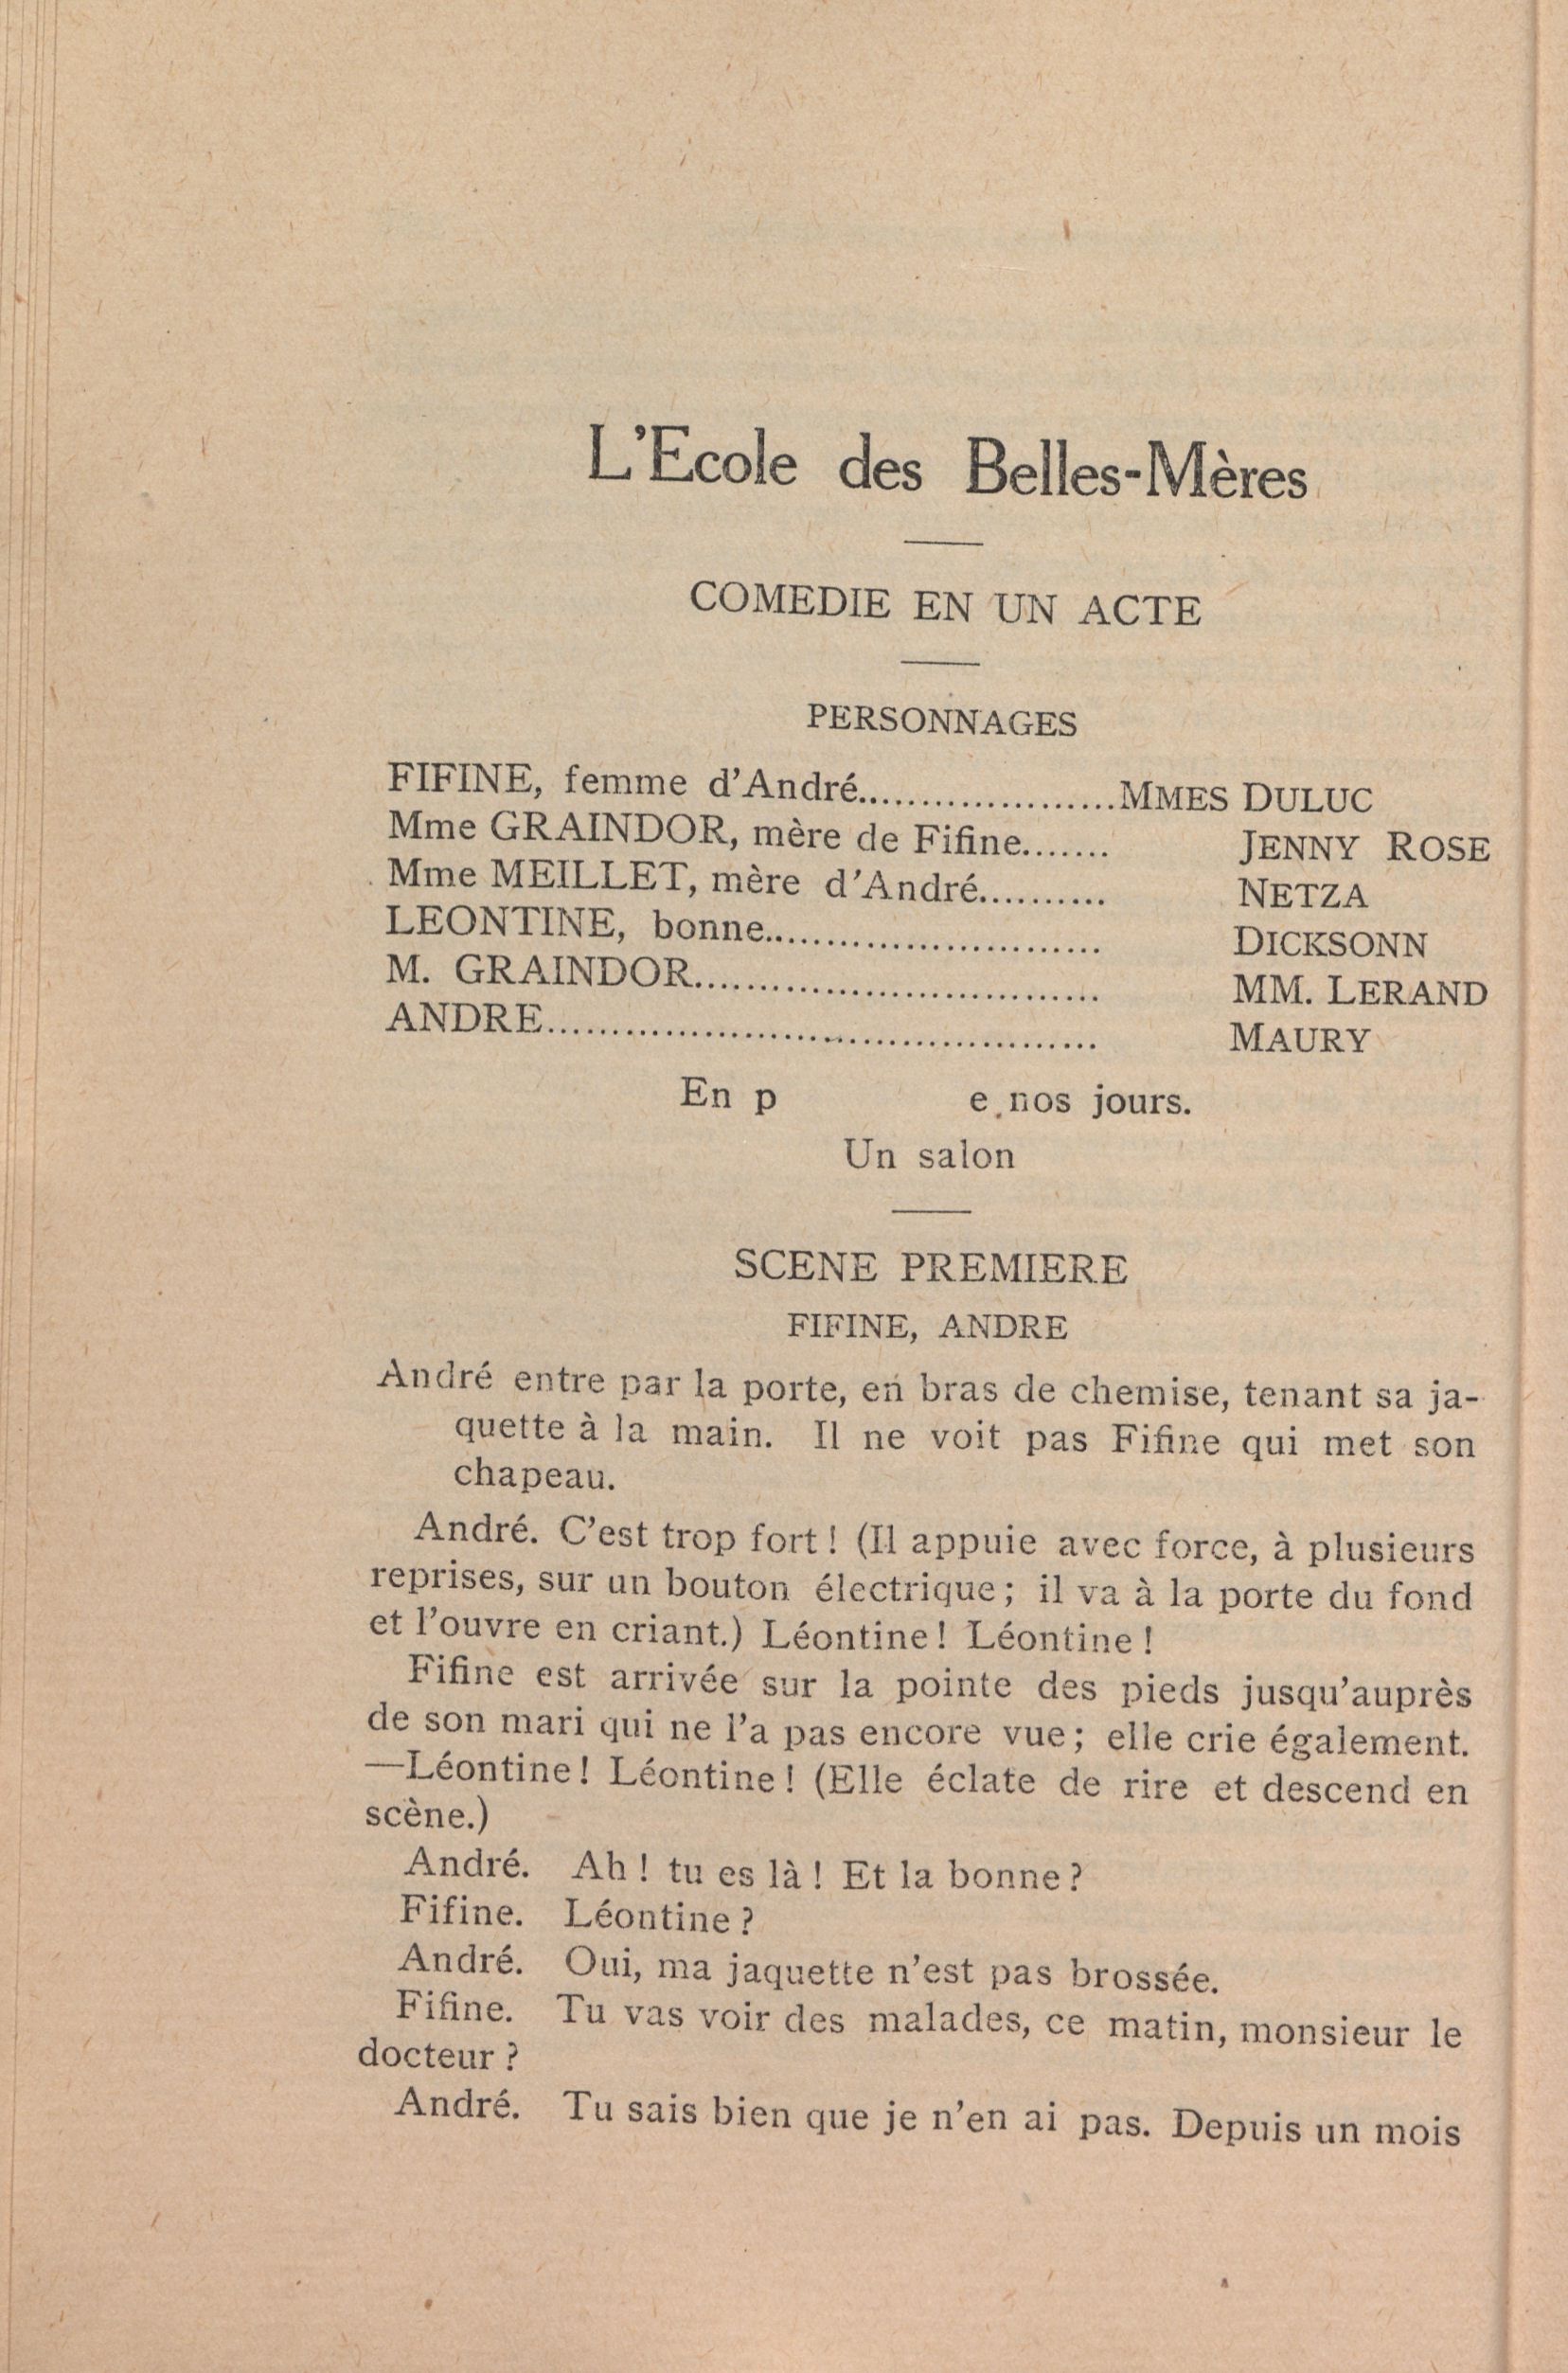 L'Ecole des Belles-Mères
COMEDIE EN UN ACTE
PERSONNAGES
FIFINE, femme d'André.....................MMES DULUC
Mme GRAINDOR, mère de Fifine....... JENNY ROSE
Mme MEILLET, mère d'André.......... NETZA
LEONTINE, bonne.......................... DICKSONN
M. GRAINDOR............................... MM. LERAND
ANDRE.......................................... MAURY
En p e nos jours.
Un salon
SCENE PREMIERE
FIFINE, ANDRE
André entre par la porte, en bras de chemise, tenant sa ja-
quette à la main. Il ne voit pas Fifine qui met son
chapeau.
André. C'est trop fort! (Il appuie avec force, à plusieurs
reprises, sur un bouton électrique; il va à la porte du fond
et l'ouvre en criant.) Léontine! Léontine!
Fifine est arrivée sur la pointe des pieds jusqu'auprès
de son mari qui ne l'a pas encore vue; elle crie également.
—Léontine! Léontine! (Elle éclate de rire et descend en
scène.)
André. Ah! tu es là! Et la bonne?
Fifine. Léontine?
André. Oui, ma jaquette n'est pas brossée.
Fifine. Tu vas voir des malades, ce matin, monsieur le
docteur?
André. Tu sais bien que je n'en ai pas. Depuis un mois